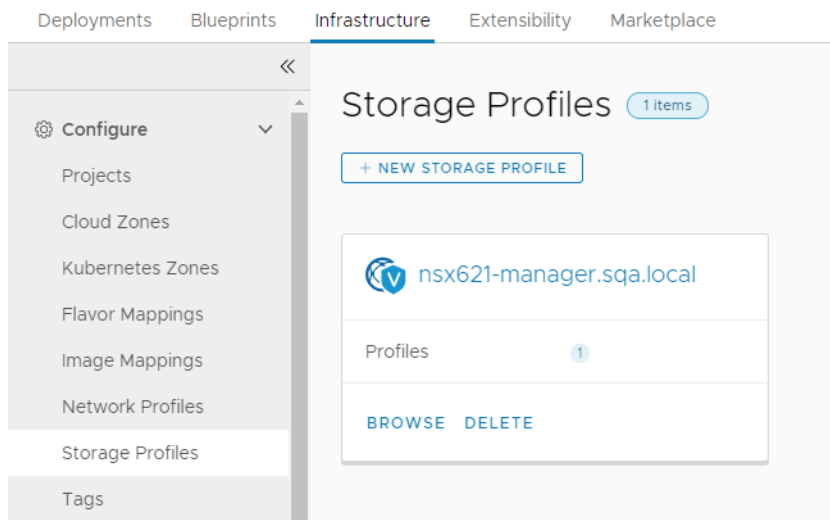 Deployments Blueprints Infrastructure Extensibility Marketplace
Configure
Projects
Cloud Zones
Kubernetes Zones
Flavor Mappings
Image Mappings
Network Profiles
Storage Profiles
Tags
Storage Profiles 1 items
+ NEW STORAGE PROFILE
V nsx621-manager.sqa.local
Profiles 1
BROWSE DELETE